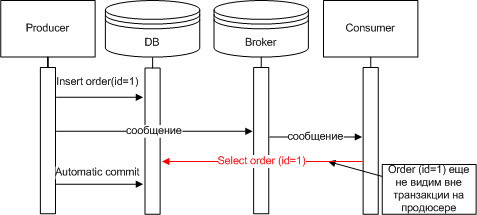 Producer
DB
Broker
Consumer
Insert order(id=1)
сообщение
сообщение
Select order (id=1)
Automatic commit
Order (id=1) еще
не видим вне
транзакции на
продюсере